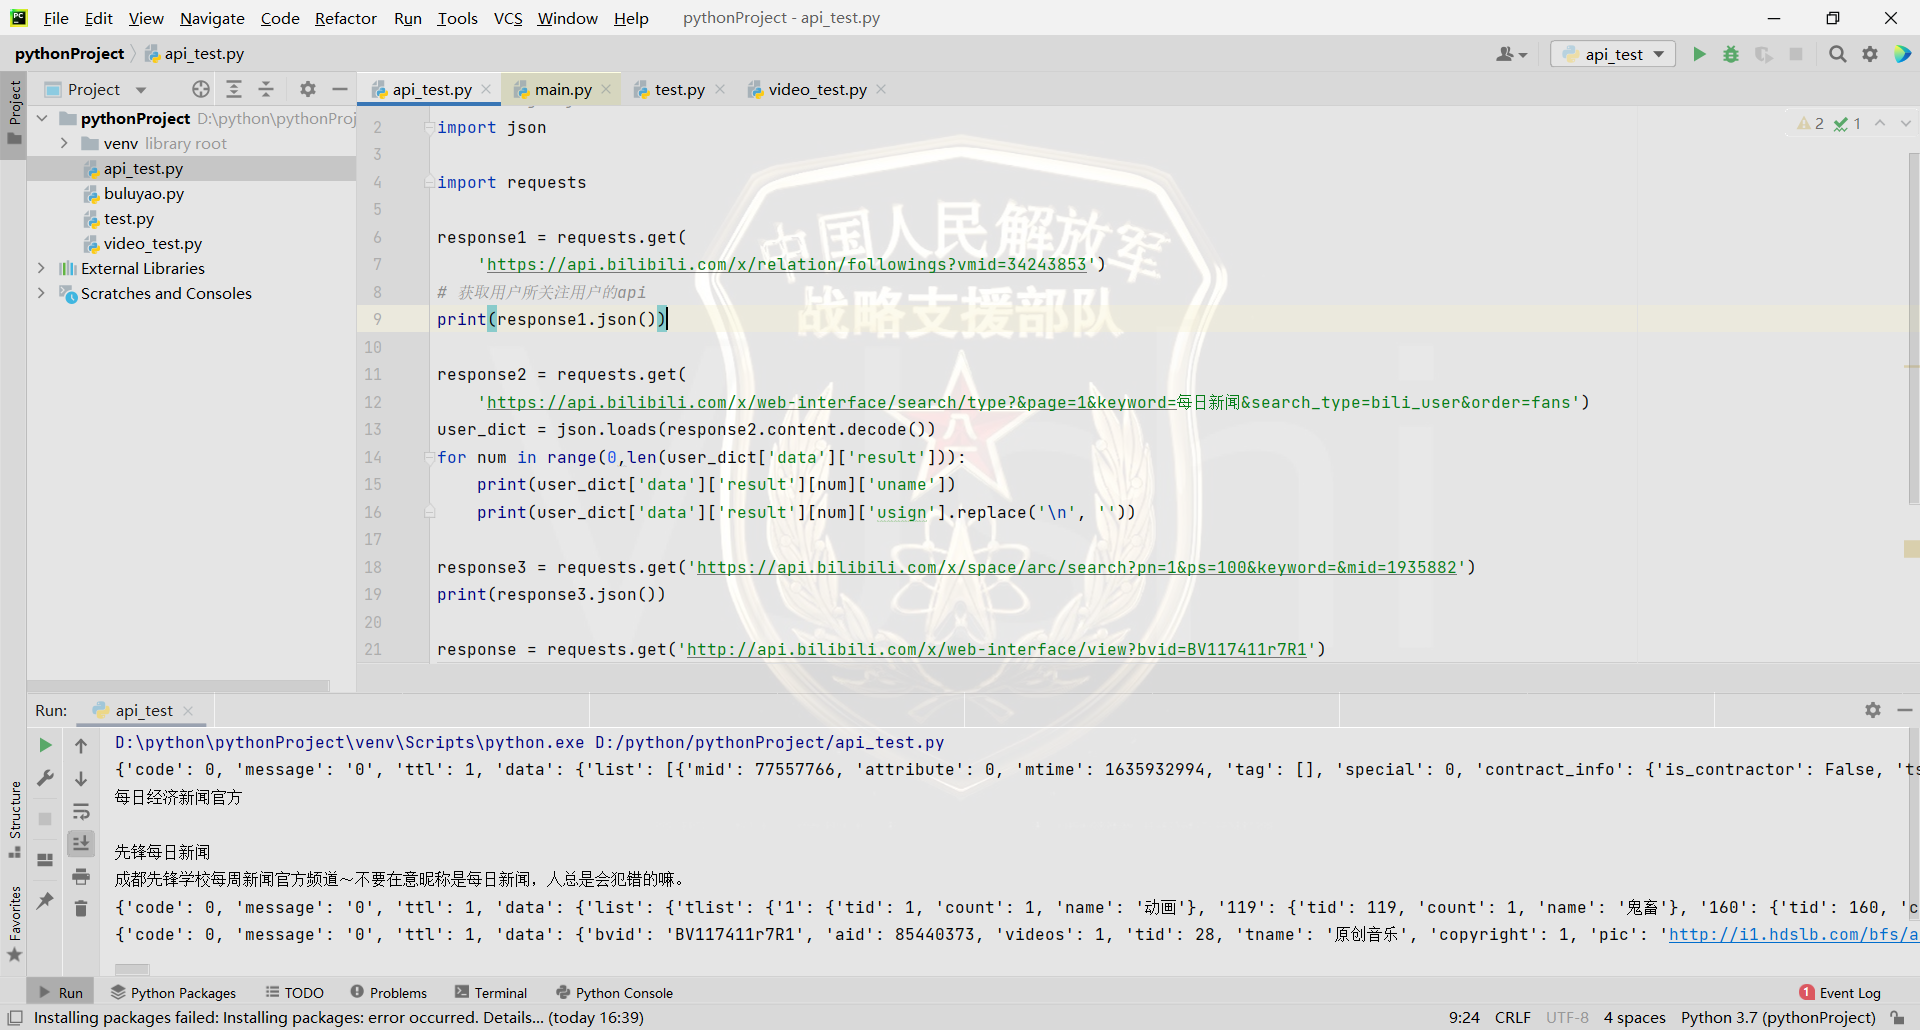 File Edit View Navigate Code Refactor Run Tools VCS Window Help pythonProject - api_test.py
pythonProject api_test.py api_test
Project api_test.py main.py test.py video_test.py
Project
pythonProject D:\python\pythonProj
venv library root
api_test.py
buluyao.py
test.py
video_test.py
External Libraries
Scratches and Consoles
2 1
2 import json
3
4 import requests
5
6 response1 = requests.get(
7 'https://api.bilibili.com/x/relation/followings?vmid=34243853')
8 # 获取用户所关注用户的api
9 print(response1.json())
10
11 response2 = requests.get(
12 'https://api.bilibili.com/x/web-interface/search/type?&page=1&keyword=每日新闻&search_type=bili_user&order=fans')
13 user_dict = json.loads(response2.content.decode())
14 for num in range(0,len(user_dict['data']['result'])):
15 print(user_dict['data']['result'][num]['uname'])
16 print(user_dict['data']['result'][num]['usign'].replace('\n', ''))
17
18 response3 = requests.get('https://api.bilibili.com/x/space/arc/search?pn=1&ps=100&keyword=&mid=1935882')
19 print(response3.json())
20
21 response = requests.get('http://api.bilibili.com/x/web-interface/view?bvid=BV117411r7R1')
中国人民解放军
战略支援部队
八一
Run: api_test
D:\python\pythonProject\venv\Scripts\python.exe D:/python/pythonProject/api_test.py
{'code': 0, 'message': '0', 'ttl': 1, 'data': {'list': [{'mid': 77557766, 'attribute': 0, 'mtime': 1635932994, 'tag': [], 'special': 0, 'contract_info': {'is_contractor': False, 'ts
每日经济新闻官方
先锋每日新闻
成都先锋学校每周新闻官方频道～不要在意昵称是每日新闻，人总是会犯错的嘛。
{'code': 0, 'message': '0', 'ttl': 1, 'data': {'list': {'tlist': {'1': {'tid': 1, 'count': 1, 'name': '动画'}, '119': {'tid': 119, 'count': 1, 'name': '鬼畜'}, '160': {'tid': 160, 'c
{'code': 0, 'message': '0', 'ttl': 1, 'data': {'bvid': 'BV117411r7R1', 'aid': 85440373, 'videos': 1, 'tid': 28, 'tname': '原创音乐', 'copyright': 1, 'pic': 'http://i1.hdslb.com/bfs/a
Structure
Favorites
Run Python Packages TODO Problems Terminal Python Console 1 Event Log
Installing packages failed: Installing packages: error occurred. Details... (today 16:39) 9:24 CRLF UTF-8 4 spaces Python 3.7 (pythonProject)